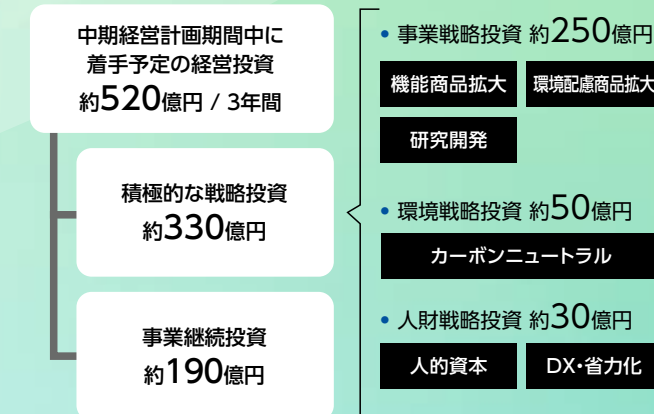 中期経営計画期間中に
着手予定の経営投資
約520億円 / 3年間
積極的な戦略投資
約330億円
事業継続投資
約190億円
• 事業戦略投資 約250億円
機能商品拡大 環境配慮商品拡大
研究開発
• 環境戦略投資 約50億円
カーボンニュートラル
• 人財戦略投資 約30億円
人的資本 DX・省力化